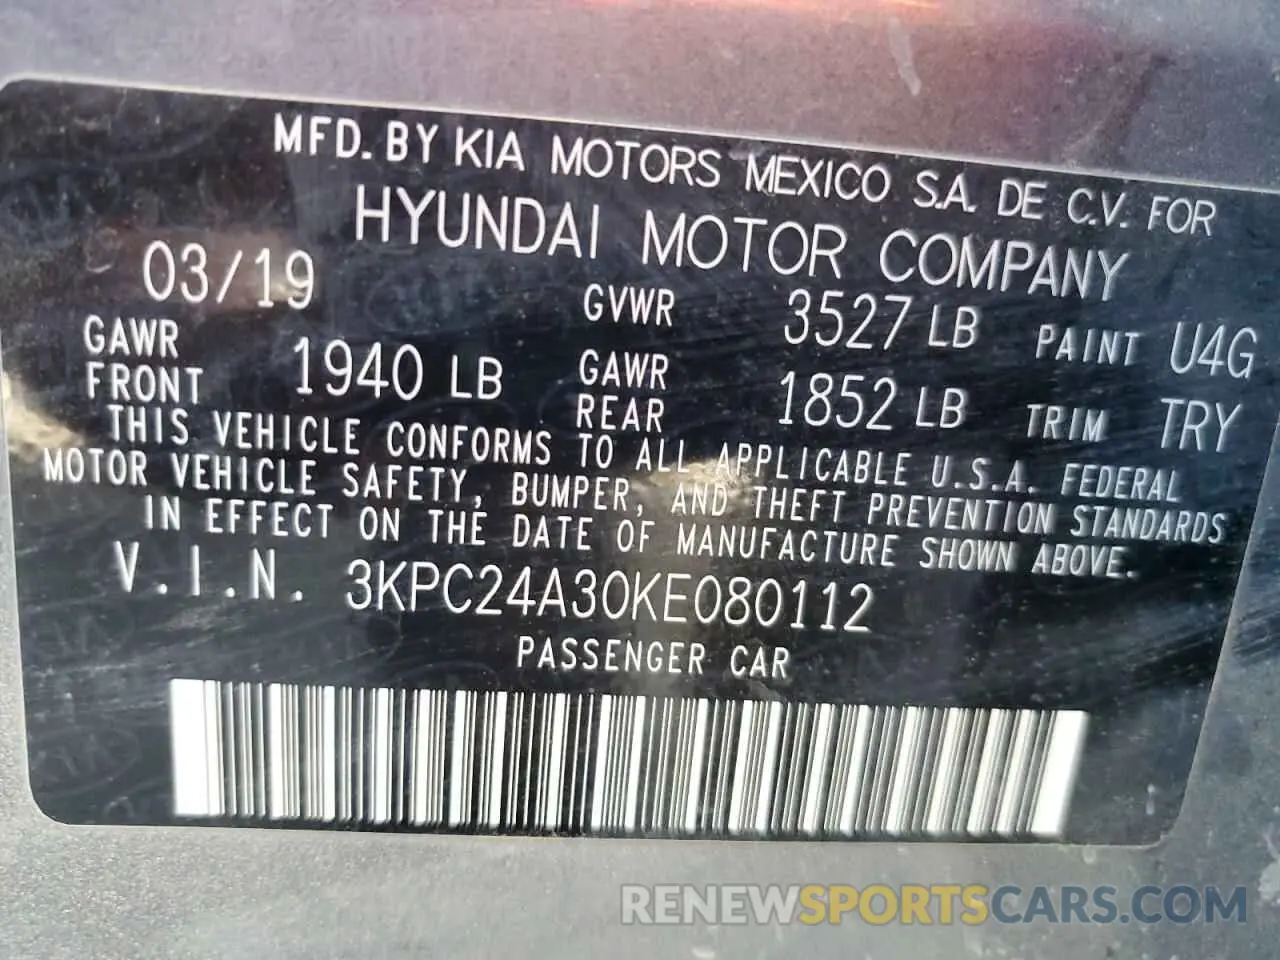 MFD. BY KIA MOTORS MEXICO S.A. DE C.V. FOR
HYUNDAI MOTOR COMPANY
03/19 GVWR 3527 LB PAINT U4G
GAWR FRONT 1940 LB GAWR REAR 1852 LB TRIM TRY
THIS VEHICLE CONFORMS TO ALL APPLICABLE U.S.A. FEDERAL
MOTOR VEHICLE SAFETY, BUMPER, AND THEFT PREVENTION STANDARDS
IN EFFECT ON THE DATE OF MANUFACTURE SHOWN ABOVE.
V.I.N. 3KPC24A30KE080112
PASSENGER CAR
RENEWSPORTSCARS.COM